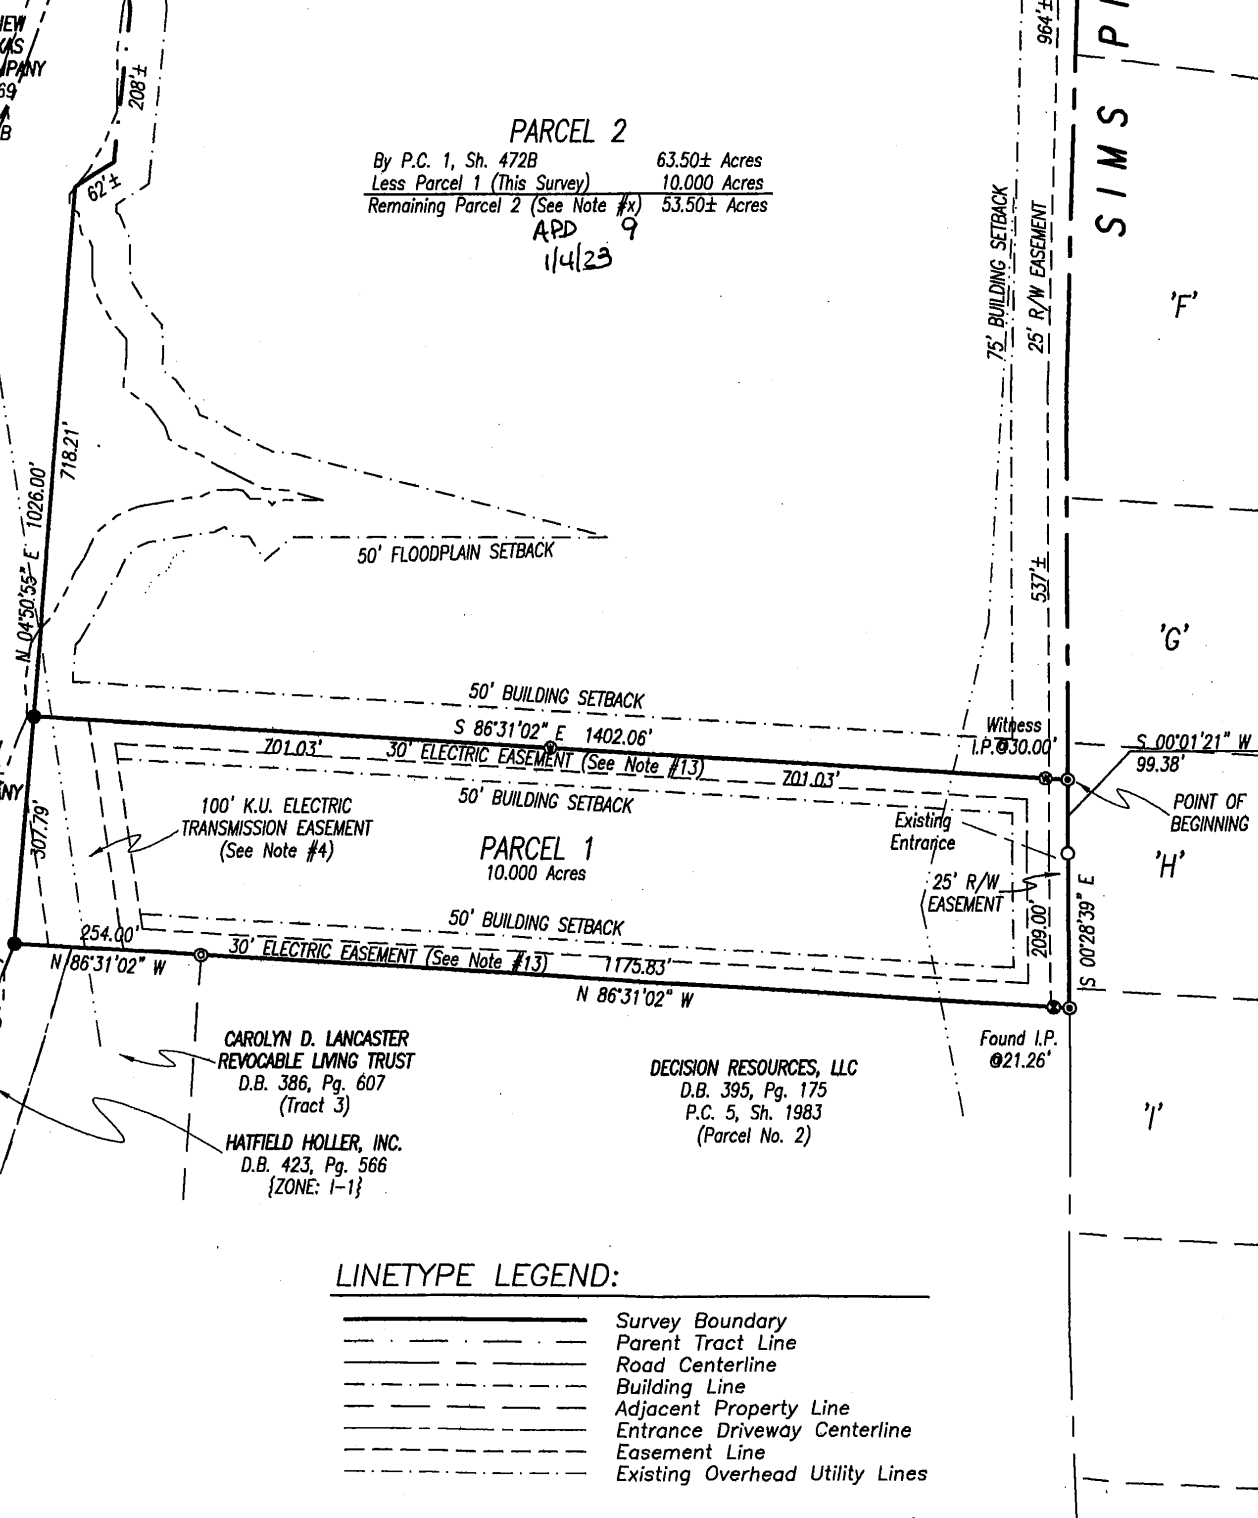 MPANY
208'±
62'±
PARCEL 2
By P.C. 1, Sh. 472B 63.50± Acres
Less Parcel 1 (This Survey) 10.000 Acres
Remaining Parcel 2 (See Note #x) 53.50± Acres
APD 9
1/4/23
964'±
SIMS
75' BUILDING SETBACK
25' R/W EASEMENT
'F'
718.21'
N 04°50'55" E 1026.00'
50' FLOODPLAIN SETBACK
537'±
'G'
50' BUILDING SETBACK
S 86°31'02" E 1402.06'
Witness
I.P.@30.00'
S 00°01'21" W
99.38'
701.03'
30' ELECTRIC EASEMENT (See Note #13)
701.03'
50' BUILDING SETBACK
POINT OF
BEGINNING
307.79'
100' K.U. ELECTRIC
TRANSMISSION EASEMENT
(See Note #4)
PARCEL 1
10.000 Acres
Existing
Entrance
'H'
25' R/W
EASEMENT
209.00'
S 00°28'39" E
50' BUILDING SETBACK
254.00'
30' ELECTRIC EASEMENT (See Note #13)
1175.83'
N 86°31'02" W
N 86°31'02" W
Found I.P.
@21.26'
CAROLYN D. LANCASTER
REVOCABLE LIVING TRUST
D.B. 386, Pg. 607
(Tract 3)
DECISION RESOURCES, LLC
D.B. 395, Pg. 175
P.C. 5, Sh. 1983
(Parcel No. 2)
'I'
HATFIELD HOLLER, INC.
D.B. 423, Pg. 566
{ZONE: I-1}
LINETYPE LEGEND:
Survey Boundary
Parent Tract Line
Road Centerline
Building Line
Adjacent Property Line
Entrance Driveway Centerline
Easement Line
Existing Overhead Utility Lines